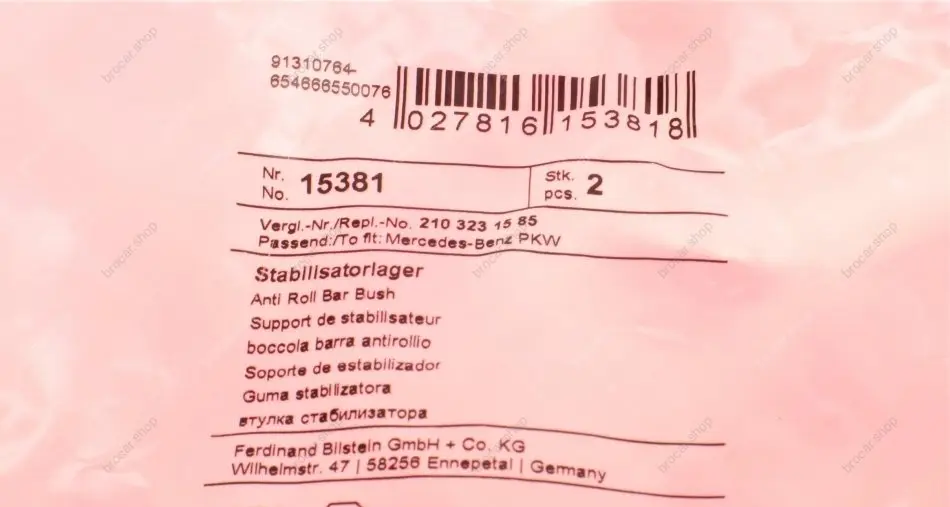 91310764-
654666550076
4 027816 153818
Nr.
No. 15381
Stk.
pcs. 2
Vergl.-Nr./Repl.-No. 210 323 15 85
Passend:/To fit: Mercedes-Benz PKW
Stabilisatorlager
Anti Roll Bar Bush
Support de stabilisateur
boccola barra antirollio
Soporte de estabilizador
Guma stabilizatora
втулка стабилизатора
Ferdinand Bilstein GmbH + Co. KG
Wilhelmstr. 47 | 58256 Ennepetal | Germany
brocar.shop